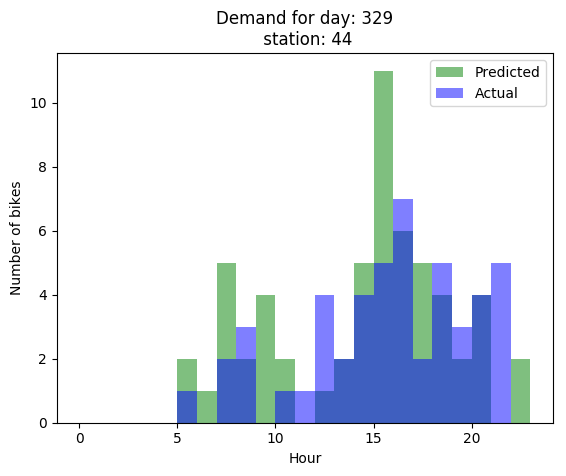 Demand for day: 329
station: 44
Predicted
Actual
Number of bikes
10
8
6
4
2
0
0 5 10 15 20
Hour